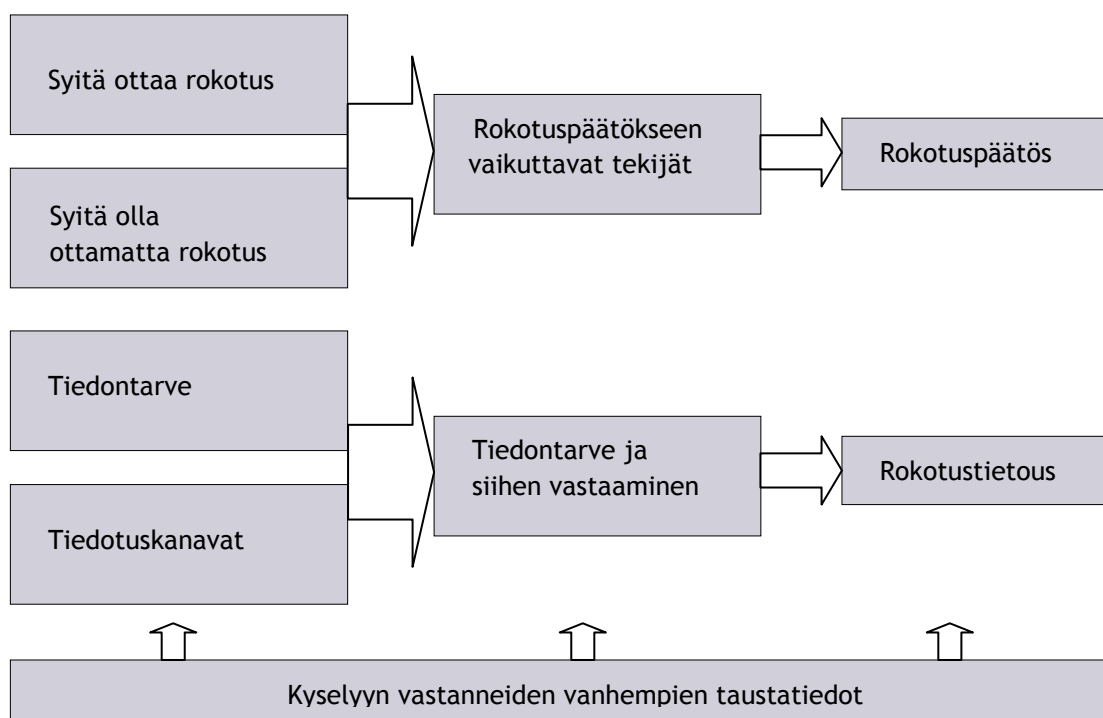 Syitä ottaa rokotus
Syitä olla
ottamatta rokotus
Rokotuspäätökseen
vaikuttavat tekijät
Rokotuspäätös
Tiedontarve
Tiedotuskanavat
Tiedontarve ja
siihen vastaaminen
Rokotustietous
Kyselyyn vastanneiden vanhempien taustatiedot